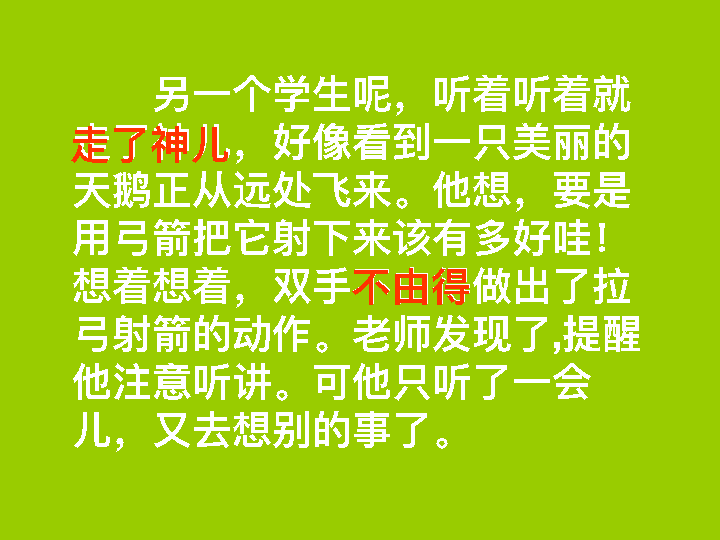 另一个学生呢，听着听着就
走了神儿，好像看到一只美丽的
天鹅正从远处飞来。他想，要是
用弓箭把它射下来该有多好哇！
想着想着，双手不由得做出了拉
弓射箭的动作。老师发现了,提醒
他注意听讲。可他只听了一会
儿，又去想别的事了。